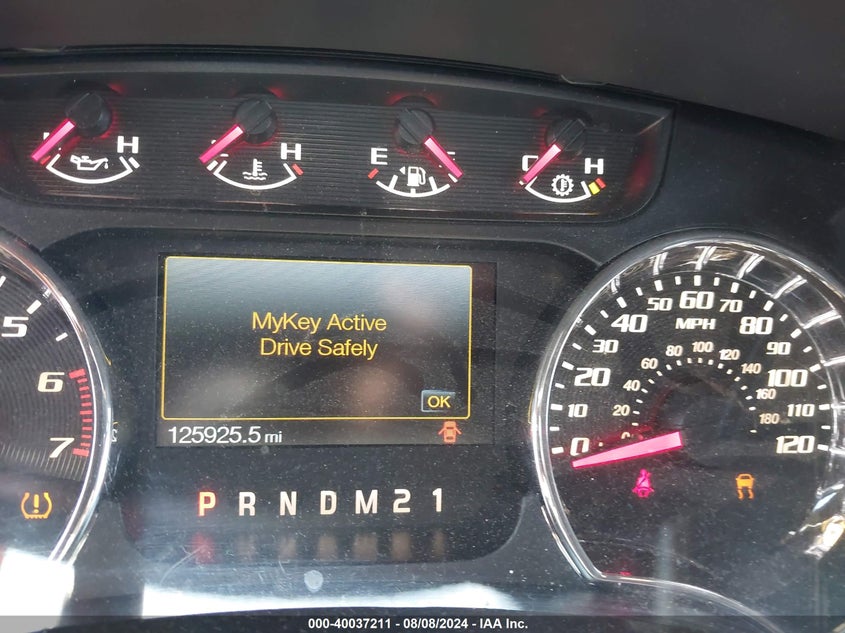 H H E H
MyKey Active
Drive Safely
OK
125925.5 mi
P R N D M 2 1
5
6
7
MPH
0 10 20 30 40 50 60 70 80 90 100 110 120
20 40 60 80 100 120 140 160 180
000-40037211 - 08/08/2024 - IAA Inc.